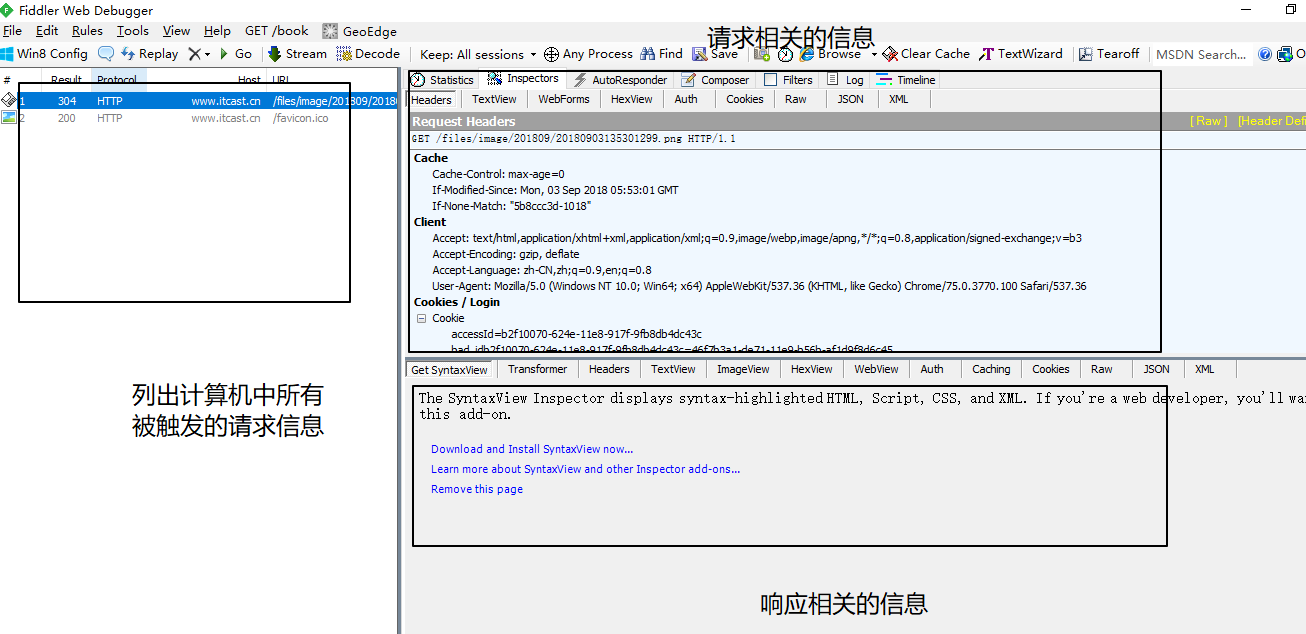 Fiddler Web Debugger
File Edit Rules Tools View Help GET /book GeoEdge
请求相关的信息
Win8 Config Replay Go Stream Decode Keep: All sessions Any Process Find Save Browse Clear Cache TextWizard Tearoff MSDN Search...
# Result Protocol Host URL
1 304 HTTP www.itcast.cn /files/image/201809/2018
2 200 HTTP www.itcast.cn /favicon.ico
列出计算机中所有
被触发的请求信息
Statistics Inspectors AutoResponder Composer Filters Log Timeline
Headers TextView WebForms HexView Auth Cookies Raw JSON XML
Request Headers [ Raw ] [Header Defi
GET /files/image/201809/20180903135301299.png HTTP/1.1
Cache
Cache-Control: max-age=0
If-Modified-Since: Mon, 03 Sep 2018 05:53:01 GMT
If-None-Match: "5b8ccc3d-1018"
Client
Accept: text/html,application/xhtml+xml,application/xml;q=0.9,image/webp,image/apng,*/*;q=0.8,application/signed-exchange;v=b3
Accept-Encoding: gzip, deflate
Accept-Language: zh-CN,zh;q=0.9,en;q=0.8
User-Agent: Mozilla/5.0 (Windows NT 10.0; Win64; x64) AppleWebKit/537.36 (KHTML, like Gecko) Chrome/75.0.3770.100 Safari/537.36
Cookies / Login
Cookie
accessId=b2f10070-624e-11e8-917f-9fb8db4dc43c
Get SyntaxView Transformer Headers TextView ImageView HexView WebView Auth Caching Cookies Raw JSON XML
The SyntaxView Inspector displays syntax-highlighted HTML, Script, CSS, and XML. If you're a web developer, you'll wa
this add-on.
Download and Install SyntaxView now...
Learn more about SyntaxView and other Inspector add-ons...
Remove this page
响应相关的信息